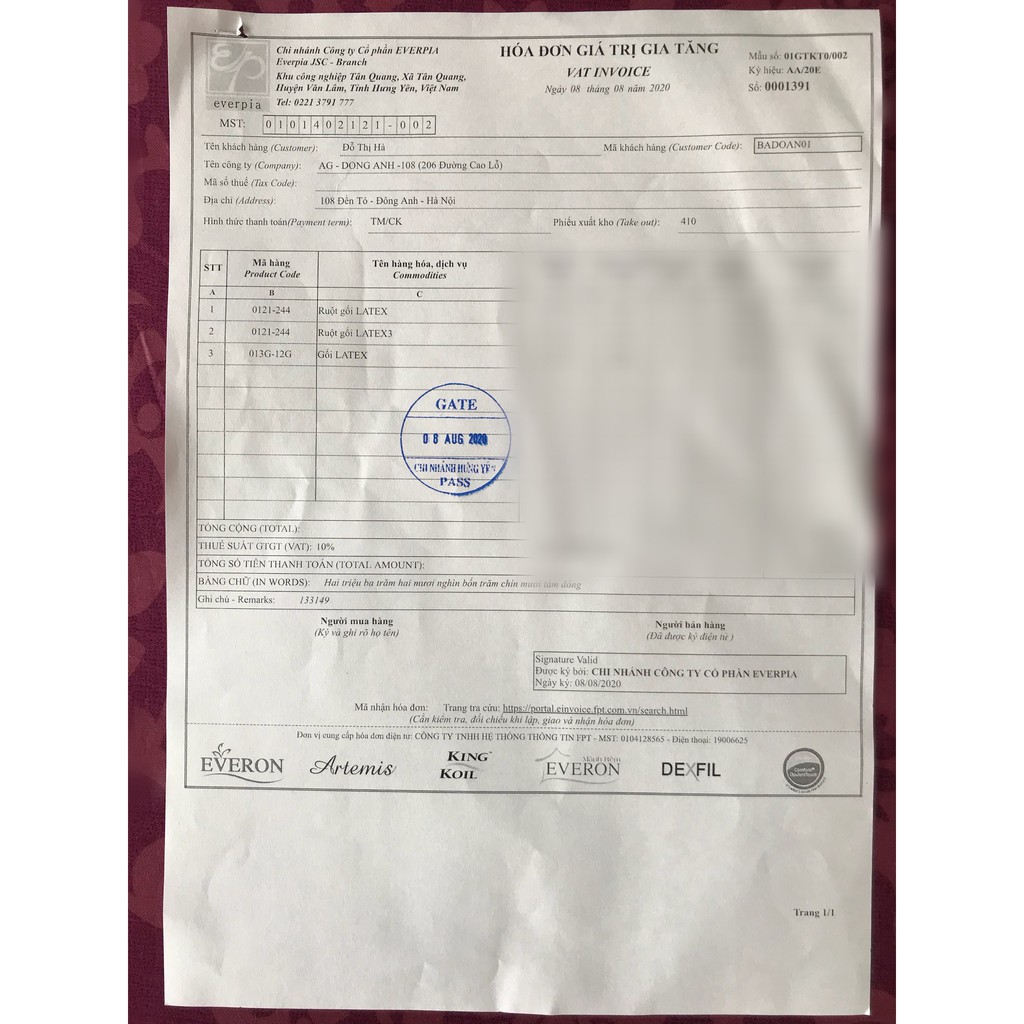 everpia
Chi nhánh Công ty Cổ phần EVERPIA
Everpia JSC - Branch
Khu công nghiệp Tân Quang, Xã Tân Quang,
Huyện Văn Lâm, Tỉnh Hưng Yên, Việt Nam
Tel: 0221 3791 777
HÓA ĐƠN GIÁ TRỊ GIA TĂNG
VAT INVOICE
Ngày 08 tháng 08 năm 2020
Mẫu số: 01GTKT0/002
Ký hiệu: AA/20E
Số: 0001391
MST: 0101402121-002
Tên khách hàng (Customer): Đỗ Thị Hà Mã khách hàng (Customer Code): BADOAN01
Tên công ty (Company): AG - DONG ANH -108 (206 Đường Cao Lỗ)
Mã số thuế (Tax Code):
Địa chỉ (Address): 108 Đền Tó - Đông Anh - Hà Nội
Hình thức thanh toán(Payment term): TM/CK Phiếu xuất kho (Take out): 410
STT Mã hàng Tên hàng hóa, dịch vụ
Product Code Commodities
A B C
1 0121-244 Ruột gối LATEX
2 0121-244 Ruột gối LATEX3
3 013G-12G Gối LATEX
GATE
08 AUG 2020
CHI NHÁNH HƯNG YÊN
PASS
TỔNG CỘNG (TOTAL):
THUẾ SUẤT GTGT (VAT): 10%
TỔNG SỐ TIỀN THANH TOÁN (TOTAL AMOUNT):
BẰNG CHỮ (IN WORDS): Hai triệu ba trăm hai mươi nghìn bốn trăm chín mươi tám đồng
Ghi chú - Remarks: 133149
Người mua hàng Người bán hàng
(Ký và ghi rõ họ tên) (Đã được ký điện tử )
Signature Valid
Được ký bởi: CHI NHÁNH CÔNG TY CỔ PHẦN EVERPIA
Ngày ký: 08/08/2020
Mã nhận hóa đơn: Trang tra cứu: https://portal.einvoice.fpt.com.vn/search.html
(Cần kiểm tra, đối chiếu khi lập, giao và nhận hóa đơn)
Đơn vị cung cấp hóa đơn điện tử: CÔNG TY TNHH HỆ THỐNG THÔNG TIN FPT - MST: 0104128565 - Điện thoại: 19006625
EVERON Artemis KING KOIL EVERON DEXFIL
Trang 1/1